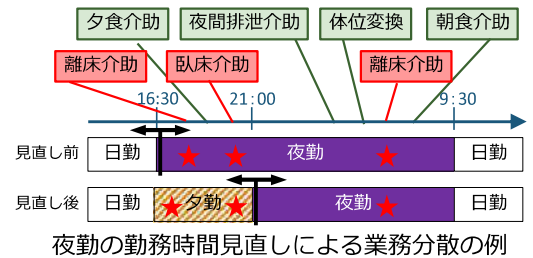 夕食介助 夜間排泄介助 体位変換 朝食介助
離床介助 臥床介助 離床介助
16:30 21:00 9:30
見直し前 日勤 夜勤 日勤
見直し後 日勤 夕勤 夜勤 日勤
夜勤の勤務時間見直しによる業務分散の例